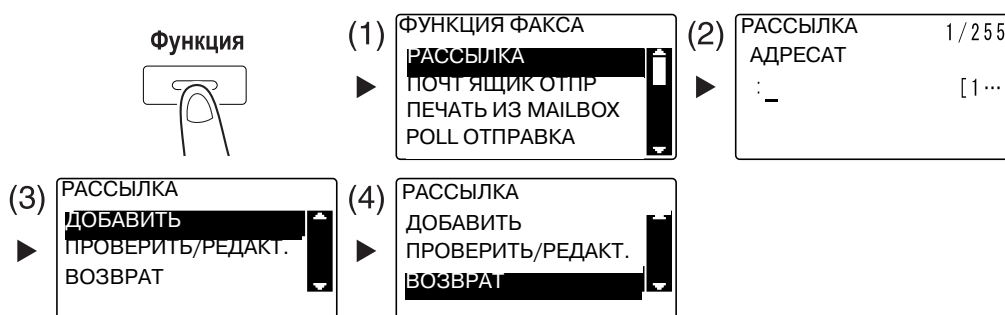 Функция
(1)
ФУНКЦИЯ ФАКСА
РАССЫЛКА
ПОЧТ ЯЩИК ОТПР
ПЕЧАТЬ ИЗ MAILBOX
POLL ОТПРАВКА
(2)
РАССЫЛКА 1/255
АДРЕСАТ
:_ [1…
(3)
РАССЫЛКА
ДОБАВИТЬ
ПРОВЕРИТЬ/РЕДАКТ.
ВОЗВРАТ
(4)
РАССЫЛКА
ДОБАВИТЬ
ПРОВЕРИТЬ/РЕДАКТ.
ВОЗВРАТ